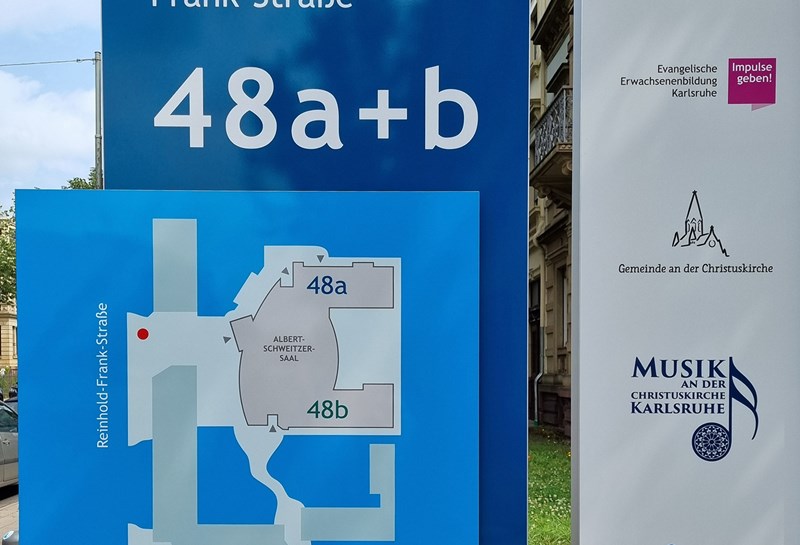 Frank-Straße
48a+b
Reinhold-Frank-Straße
48a
ALBERT-
SCHWEITZER-
SAAL
48b
Evangelische
Erwachsenenbildung
Karlsruhe
Impulse
geben!
Gemeinde an der Christuskirche
MUSIK
AN DER
CHRISTUSKIRCHE
KARLSRUHE